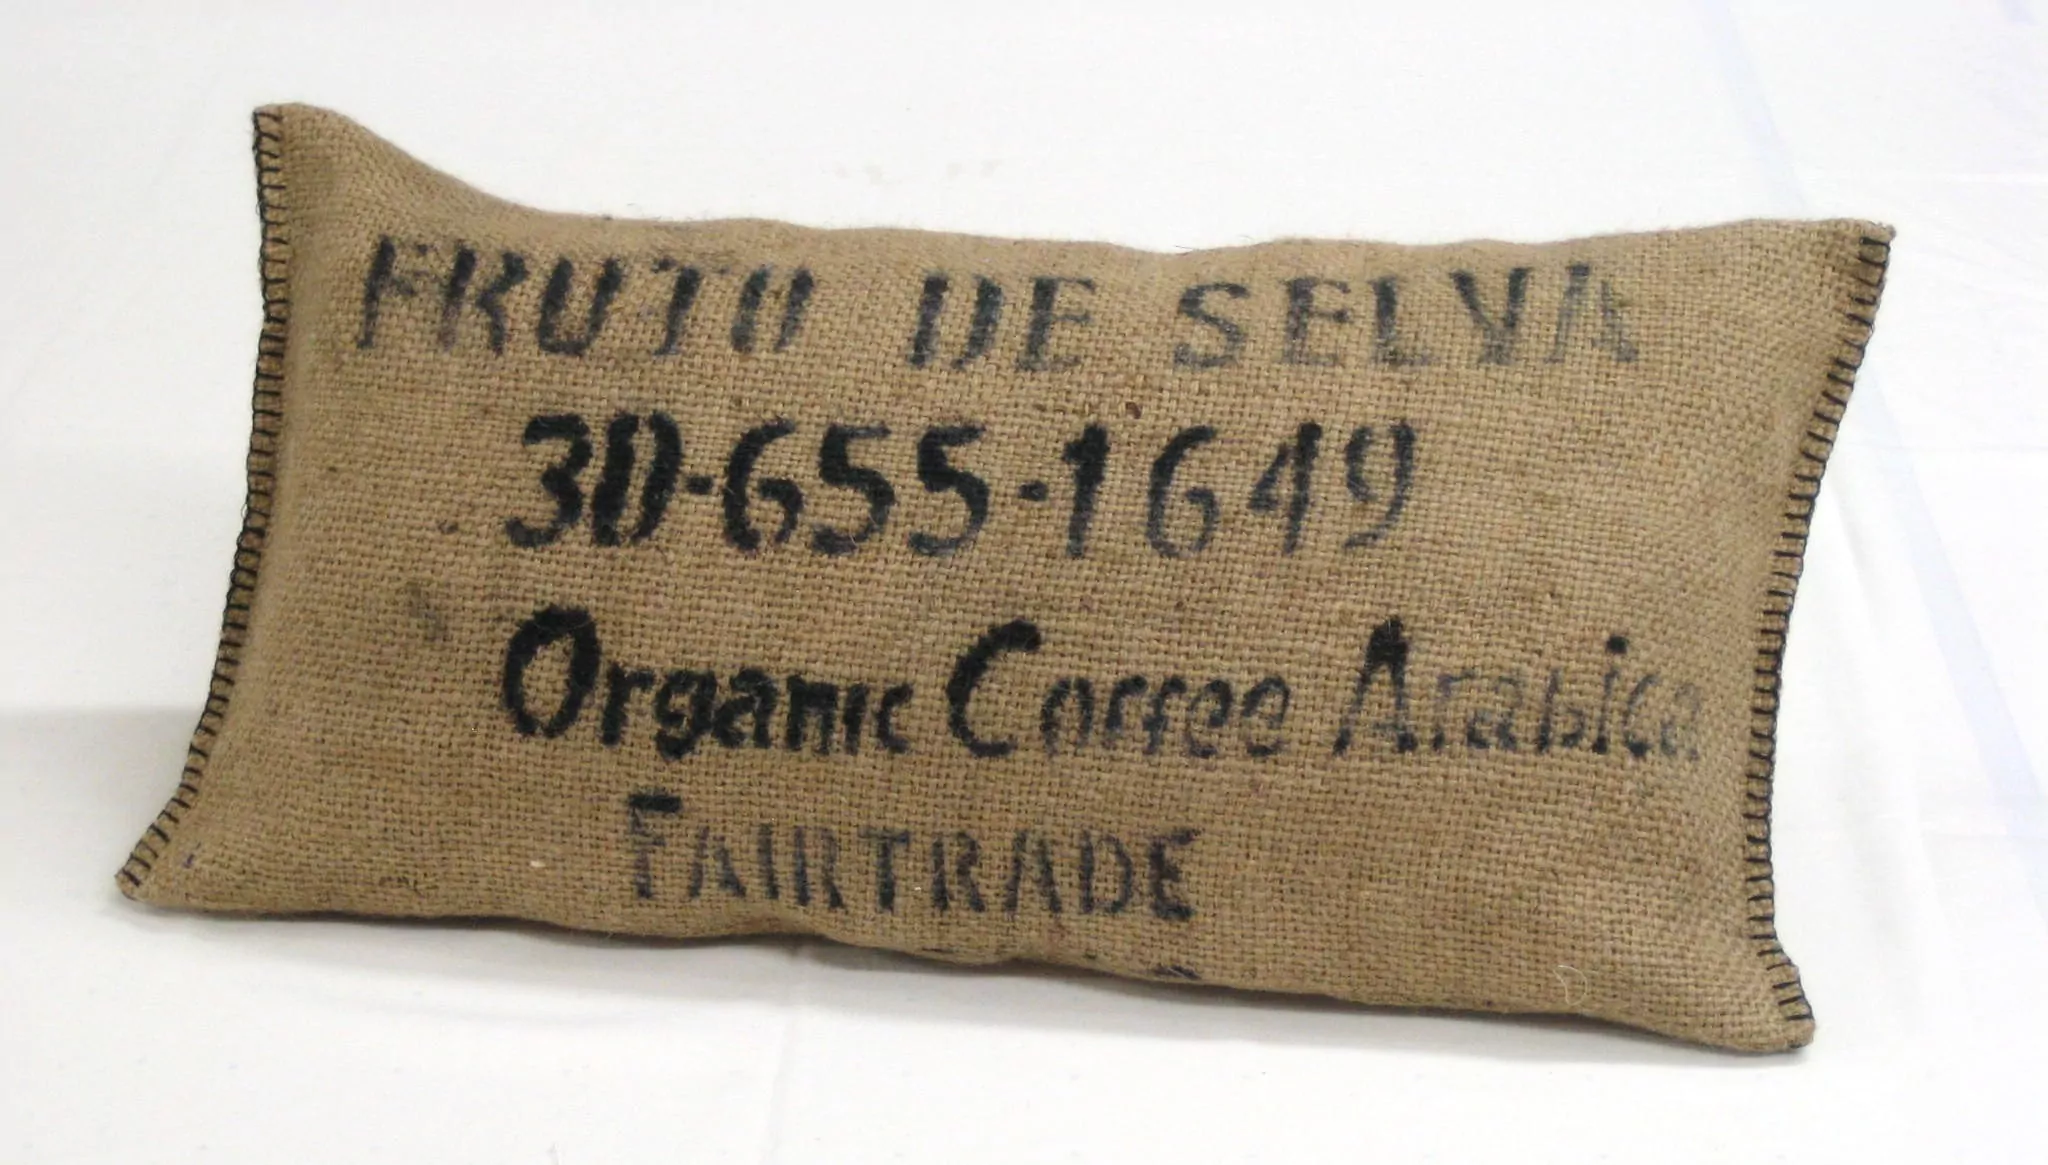 FRUTO DE SELVA
30-655-1649
Organic Coffee Arabica
FAIRTRADE